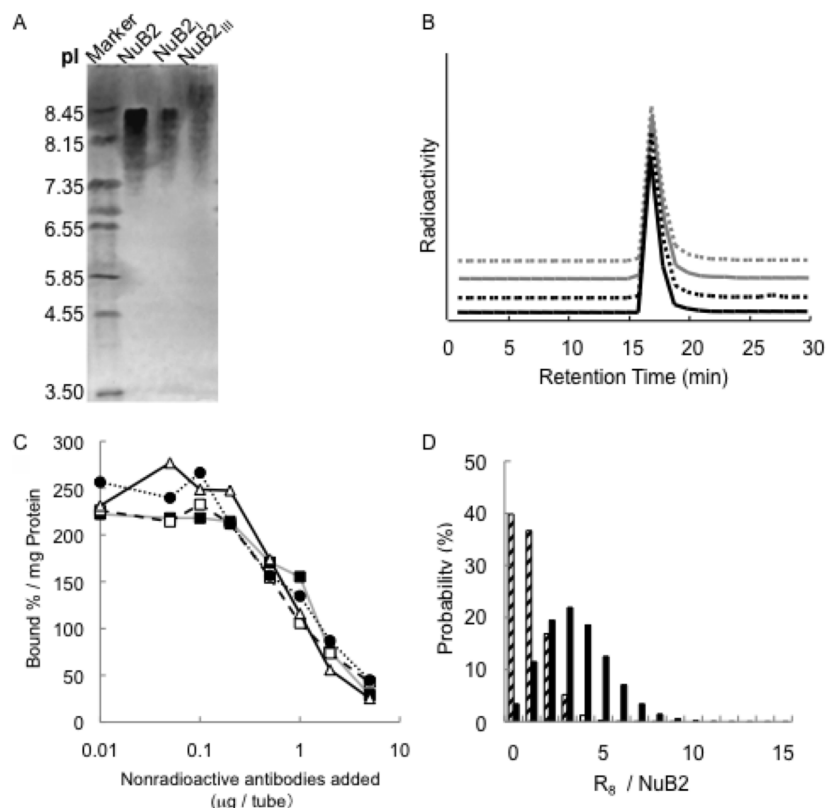 A
pI
Marker
NuB2
NuB2I
NuB2III
8.45
8.15
7.35
6.55
5.85
4.55
3.50
B
Radioactivity
0 5 10 15 20 25 30
Retention Time (min)
C
Bound % / mg Protein
300
250
200
150
100
50
0
0.01 0.1 1 10
Nonradioactive antibodies added
(μg / tube)
D
Probability (%)
50
40
30
20
10
0
0 5 10 15
R8 / NuB2